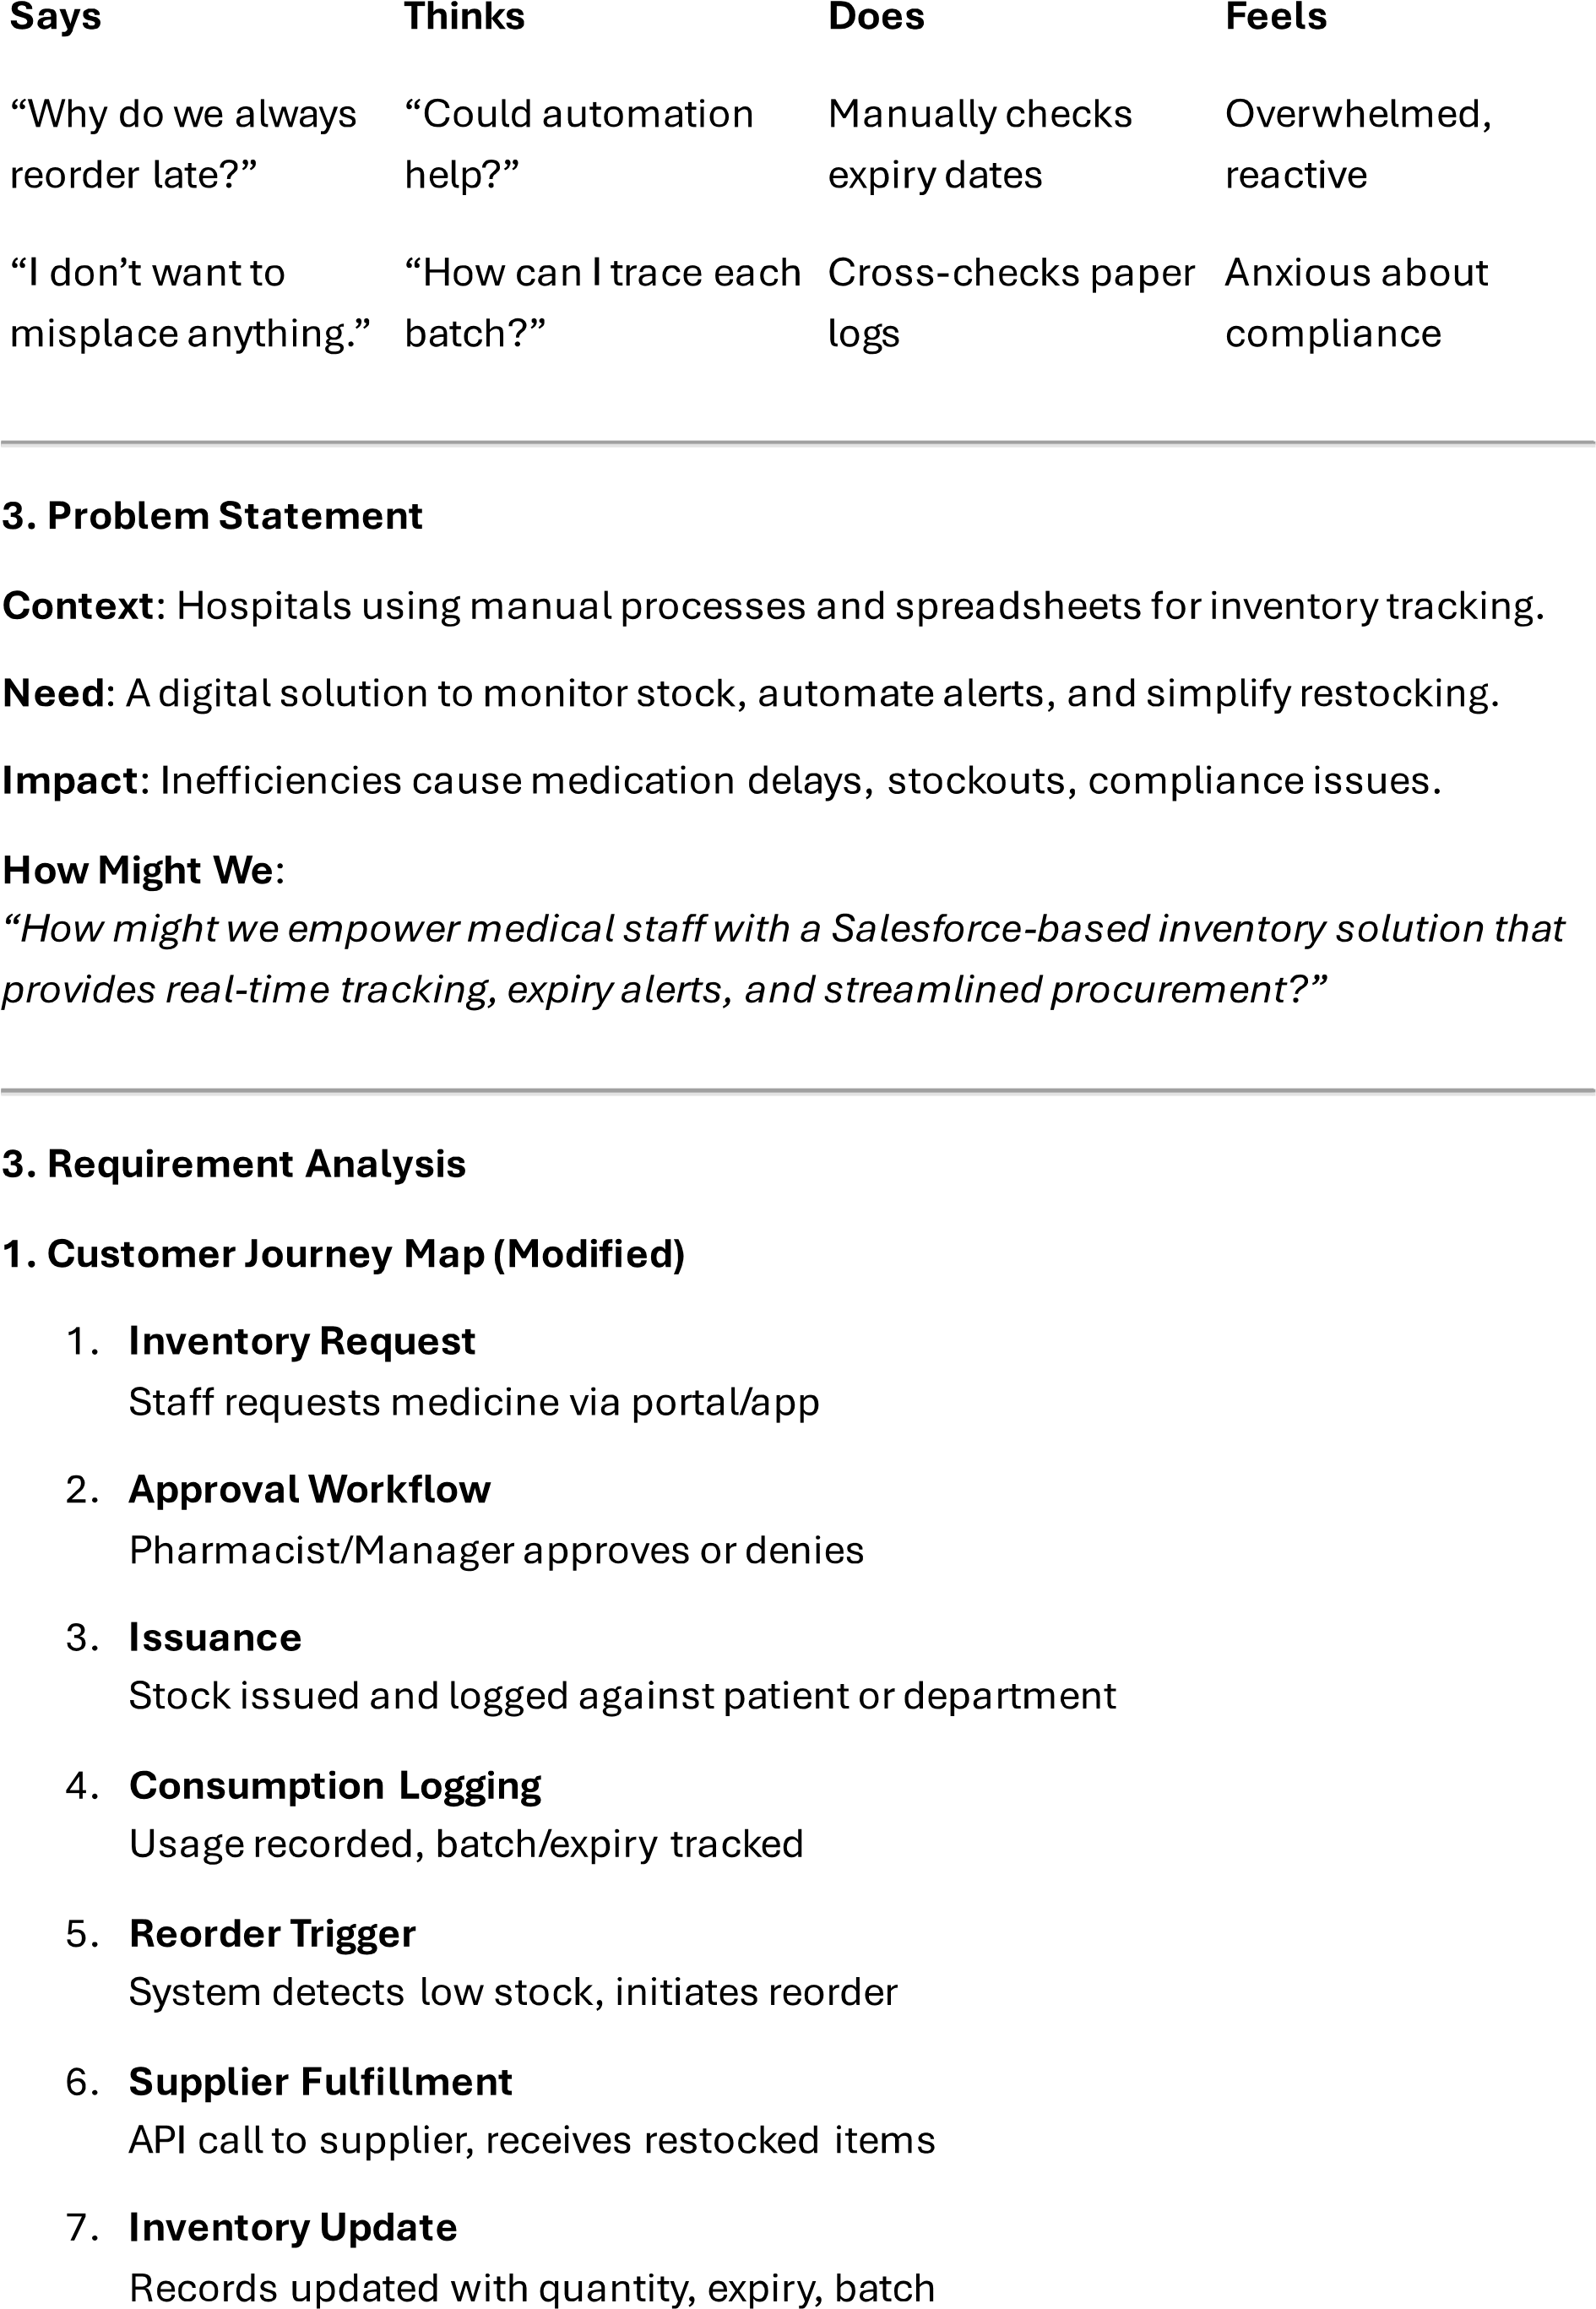 Says Thinks Does Feels
“Why do we always “Could automation Manually checks Overwhelmed,
reorder late?” help?” expiry dates reactive
“I don’t want to “How can I trace each Cross-checks paper Anxious about
misplace anything.” batch?” logs compliance
3. Problem Statement
Context: Hospitals using manual processes and spreadsheets for inventory tracking.
Need: A digital solution to monitor stock, automate alerts, and simplify restocking.
Impact: Inefficiencies cause medication delays, stockouts, compliance issues.
How Might We:
“How might we empower medical staff with a Salesforce-based inventory solution that
provides real-time tracking, expiry alerts, and streamlined procurement?”
3. Requirement Analysis
1. Customer Journey Map (Modified)
1. Inventory Request
Staff requests medicine via portal/app
2. Approval Workflow
Pharmacist/Manager approves or denies
3. Issuance
Stock issued and logged against patient or department
4. Consumption Logging
Usage recorded, batch/expiry tracked
5. Reorder Trigger
System detects low stock, initiates reorder
6. Supplier Fulfillment
API call to supplier, receives restocked items
7. Inventory Update
Records updated with quantity, expiry, batch